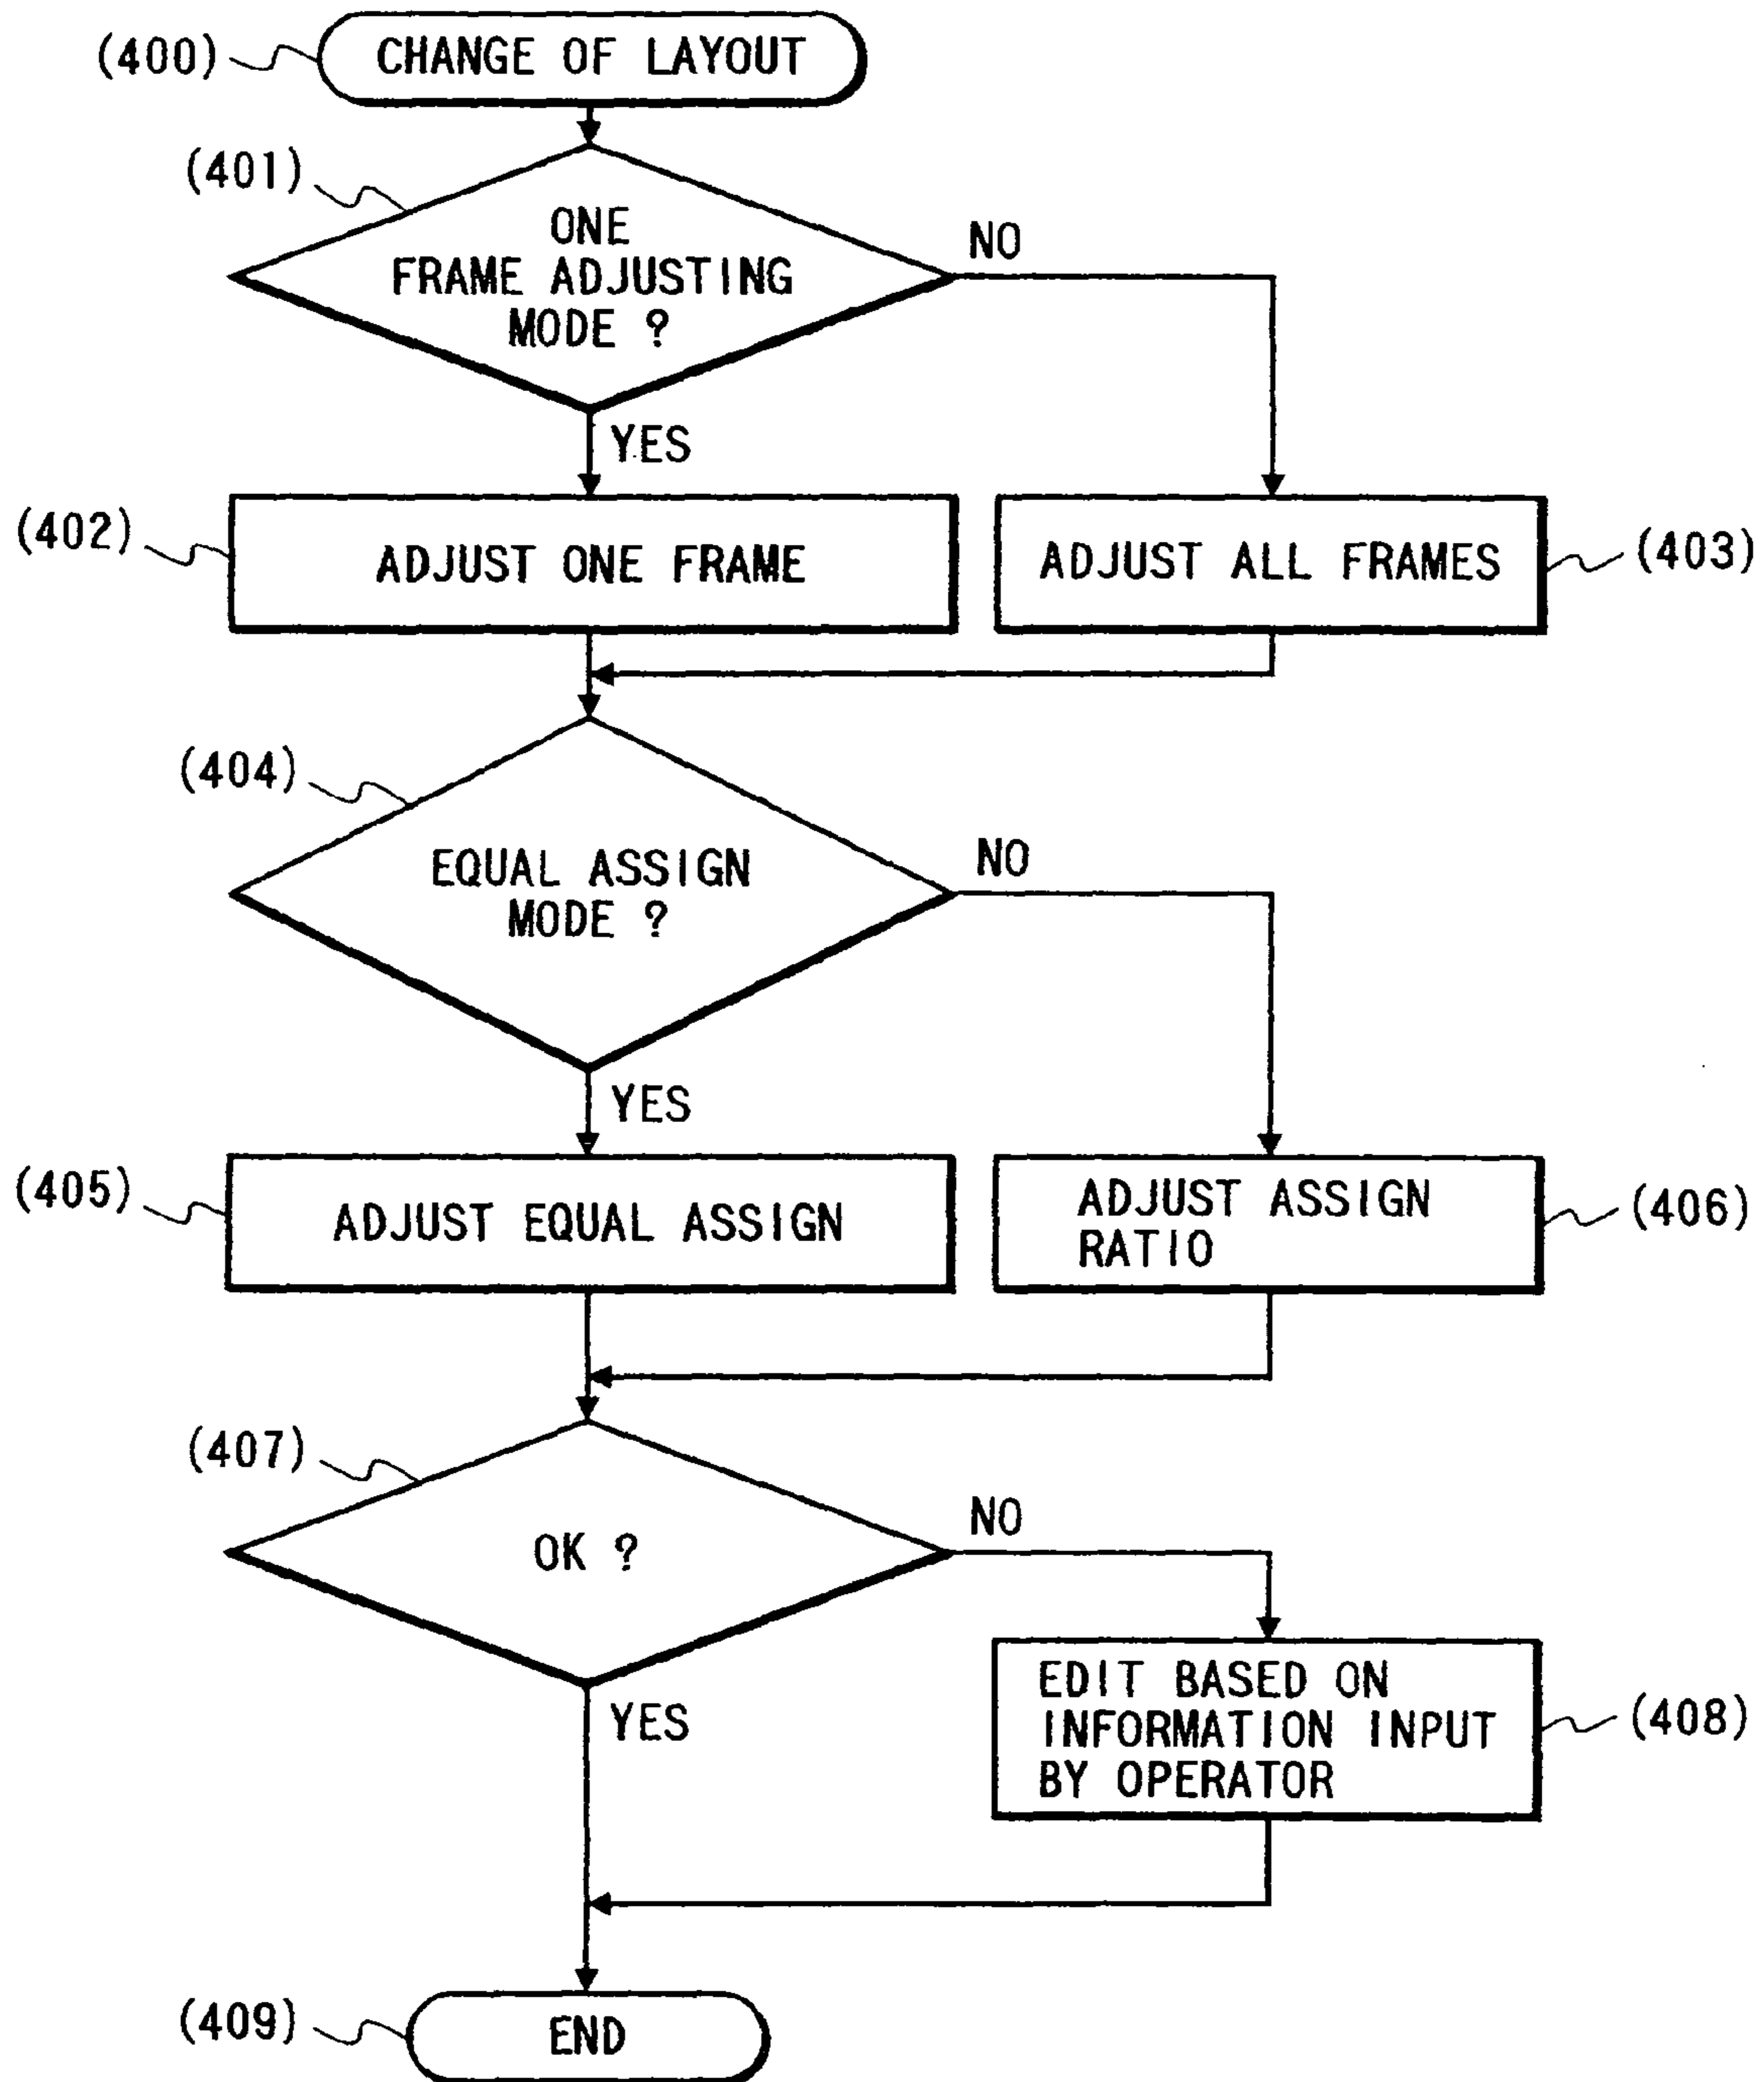 (400)
CHANGE OF LAYOUT
(401)
ONE
FRAME ADJUSTING
MODE ?
NO
YES
(402)
ADJUST ONE FRAME
ADJUST ALL FRAMES
(403)
(404)
EQUAL ASSIGN
MODE ?
NO
YES
(405)
ADJUST EQUAL ASSIGN
ADJUST ASSIGN
RATIO
(406)
(407)
OK ?
NO
YES
EDIT BASED ON
INFORMATION INPUT
BY OPERATOR
(408)
(409)
END